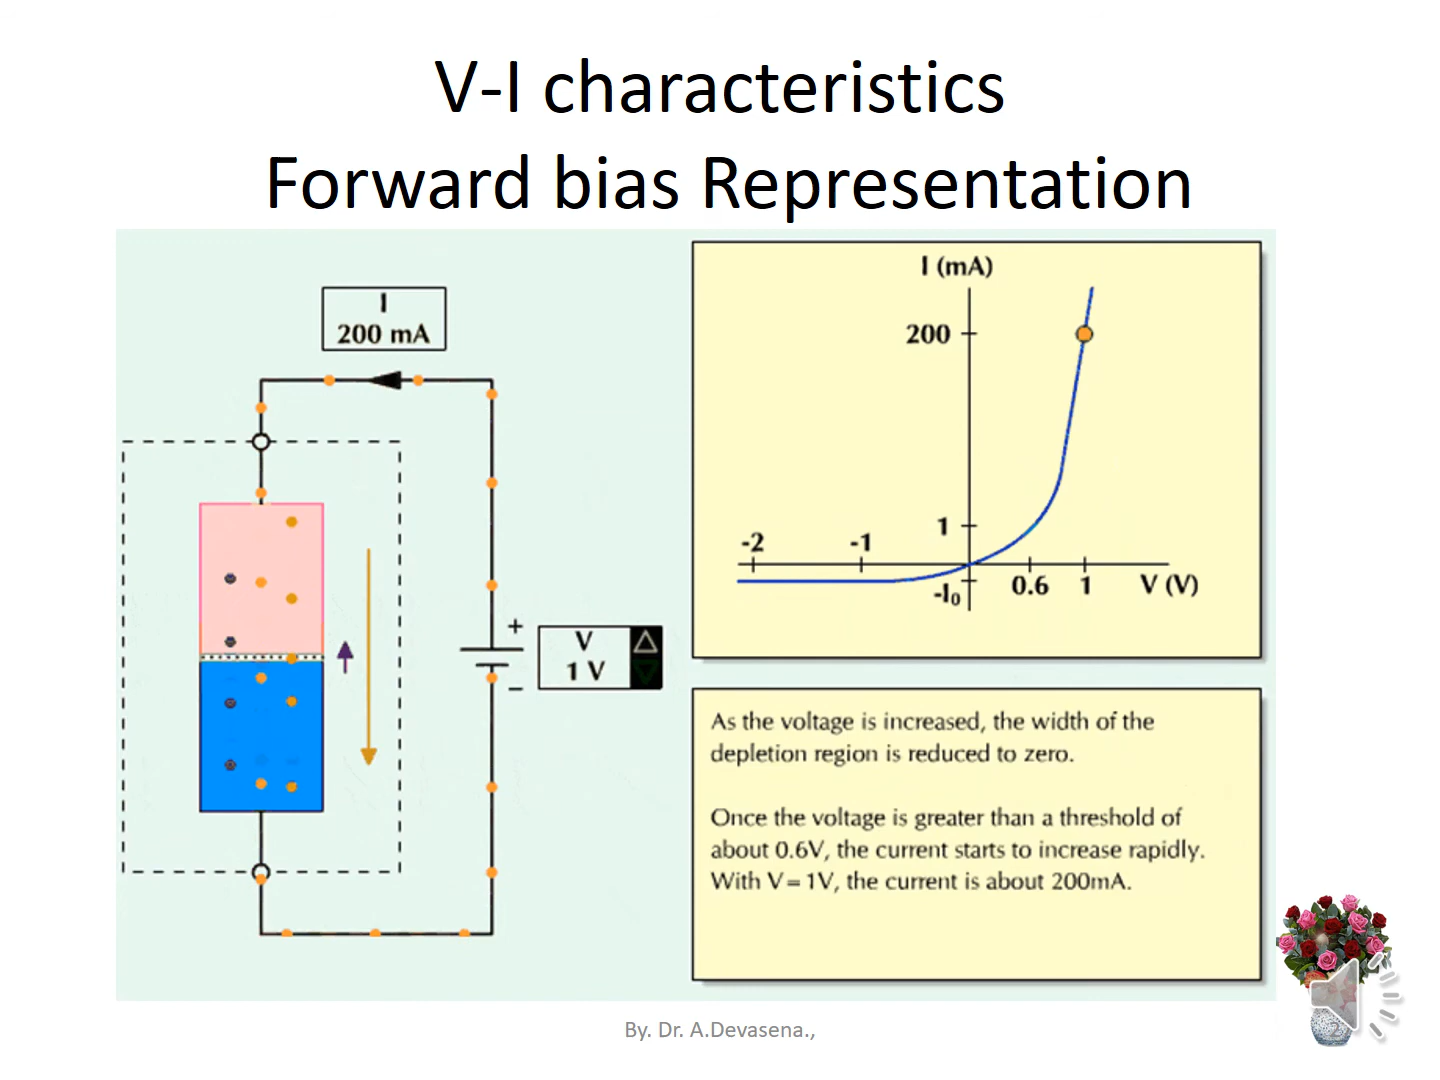 V-I characteristics
Forward bias Representation
I
200 mA
+
V
1 V
−
I (mA)
200
1
-2
-1
-I₀
0.6
1
V (V)
As the voltage is increased, the width of the
depletion region is reduced to zero.
Once the voltage is greater than a threshold of
about 0.6V, the current starts to increase rapidly.
With V= 1V, the current is about 200mA.
By. Dr. A.Devasena.,